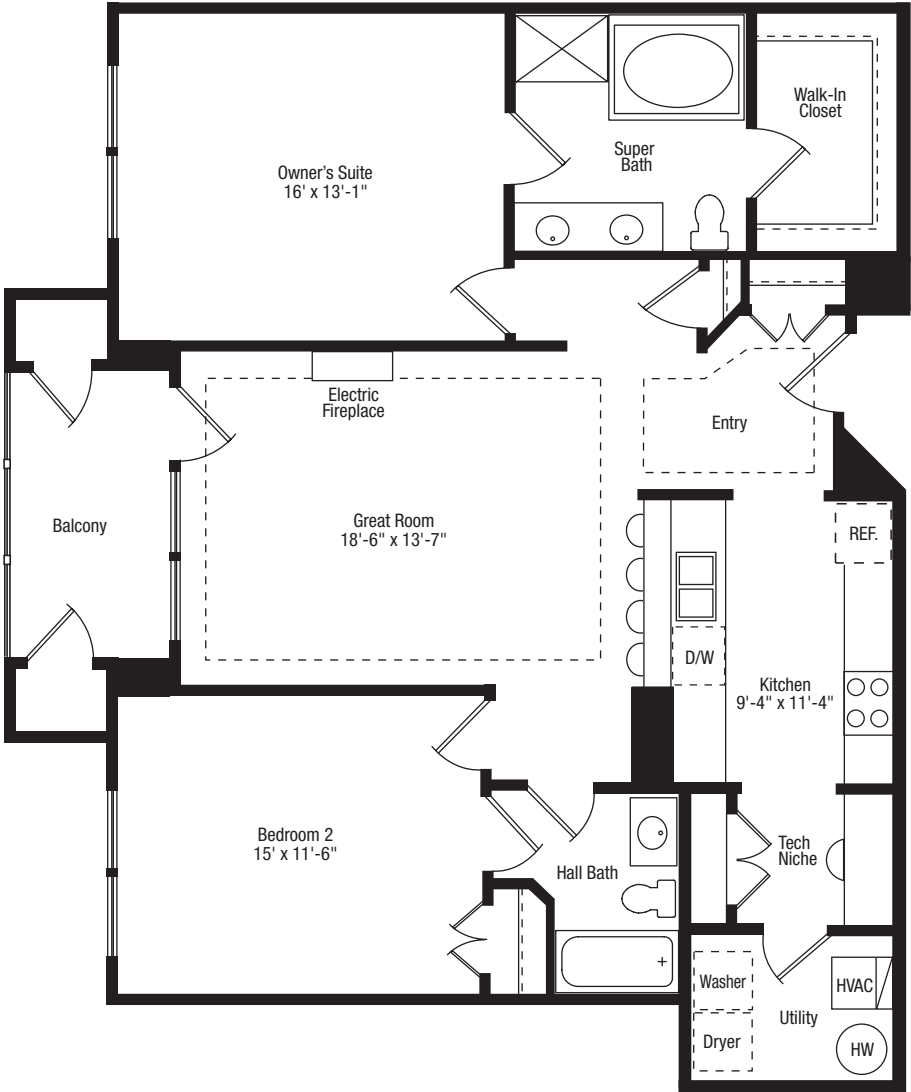 Walk-In
Closet
Super
Bath
Owner's Suite
16' x 13'-1"
Electric
Fireplace
Entry
Balcony
Great Room
18'-6" x 13'-7"
REF.
D/W
Kitchen
9'-4" x 11'-4"
Bedroom 2
15' x 11'-6"
Hall Bath
Tech
Niche
Washer
HVAC
Utility
Dryer
HW